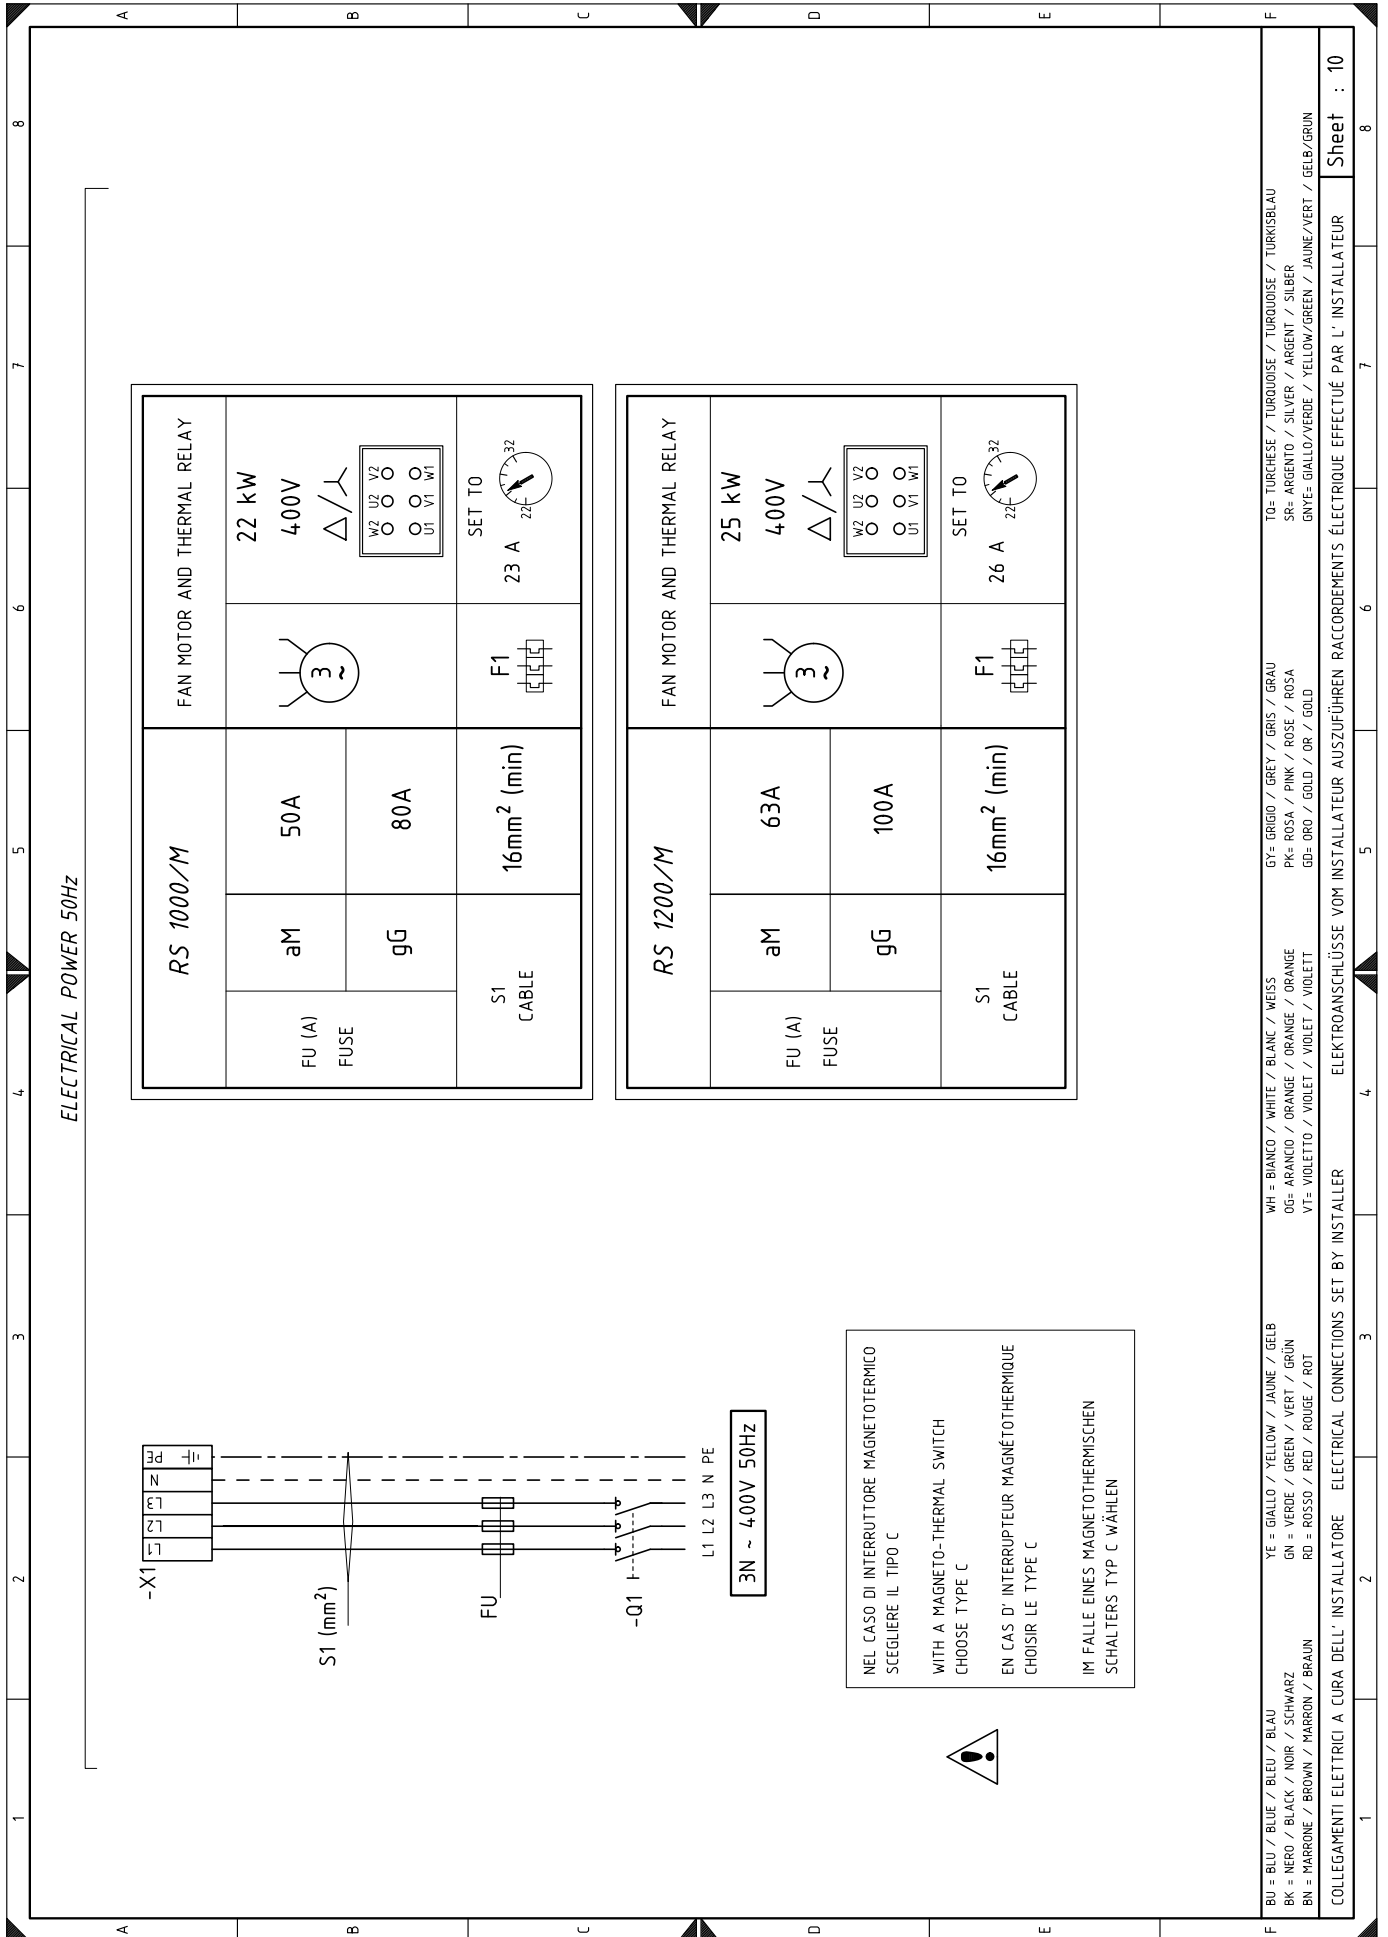 1 2 3 4 5 6 7 8
A
B
C
D
E
F
ELECTRICAL POWER 50Hz
-X1
L1 L2 L3 N PE
S1 (mm²)
FU
-Q1
L1 L2 L3 N PE
3N ~ 400V 50Hz
NEL CASO DI INTERRUTTORE MAGNETOTERMICO
SCEGLIERE IL TIPO C
WITH A MAGNETO-THERMAL SWITCH
CHOOSE TYPE C
EN CAS D' INTERRUPTEUR MAGNÉTOTHERMIQUE
CHOISIR LE TYPE C
IM FALLE EINES MAGNETOTHERMISCHEN
SCHALTERS TYP C WÄHLEN
RS 1000/M
FAN MOTOR AND THERMAL RELAY
FU (A)
FUSE
aM
50A
gG
80A
3
~
22 kW
400V
W2 U2 V2
U1 V1 W1
S1
CABLE
16mm² (min)
F1
SET TO
23 A
22
32
RS 1200/M
FAN MOTOR AND THERMAL RELAY
FU (A)
FUSE
aM
63A
gG
100A
3
~
25 kW
400V
W2 U2 V2
U1 V1 W1
S1
CABLE
16mm² (min)
F1
SET TO
26 A
22
32
BU = BLU / BLUE / BLEU / BLAU
BK = NERO / BLACK / NOIR / SCHWARZ
BN = MARRONE / BROWN / MARRON / BRAUN
YE = GIALLO / YELLOW / JAUNE / GELB
GN = VERDE / GREEN / VERT / GRÜN
RD = ROSSO / RED / ROUGE / ROT
WH = BIANCO / WHITE / BLANC / WEISS
OG= ARANCIO / ORANGE / ORANGE / ORANGE
VT= VIOLETTO / VIOLET / VIOLET / VIOLETT
GY= GRIGIO / GREY / GRIS / GRAU
PK= ROSA / PINK / ROSE / ROSA
GD= ORO / GOLD / OR / GOLD
TQ= TURCHESE / TURQUOISE / TURQUOISE / TURKISBLAU
SR= ARGENTO / SILVER / ARGENT / SILBER
GNYE= GIALLO/VERDE / YELLOW/GREEN / JAUNE/VERT / GELB/GRUN
COLLEGAMENTI ELETTRICI A CURA DELL' INSTALLATORE ELECTRICAL CONNECTIONS SET BY INSTALLER ELEKTROANSCHLÜSSE VOM INSTALLATEUR AUSZUFÜHREN RACCORDEMENTS ÉLECTRIQUE EFFECTUÉ PAR L' INSTALLATEUR
Sheet : 10
1 2 3 4 5 6 7 8
A
B
C
D
E
F